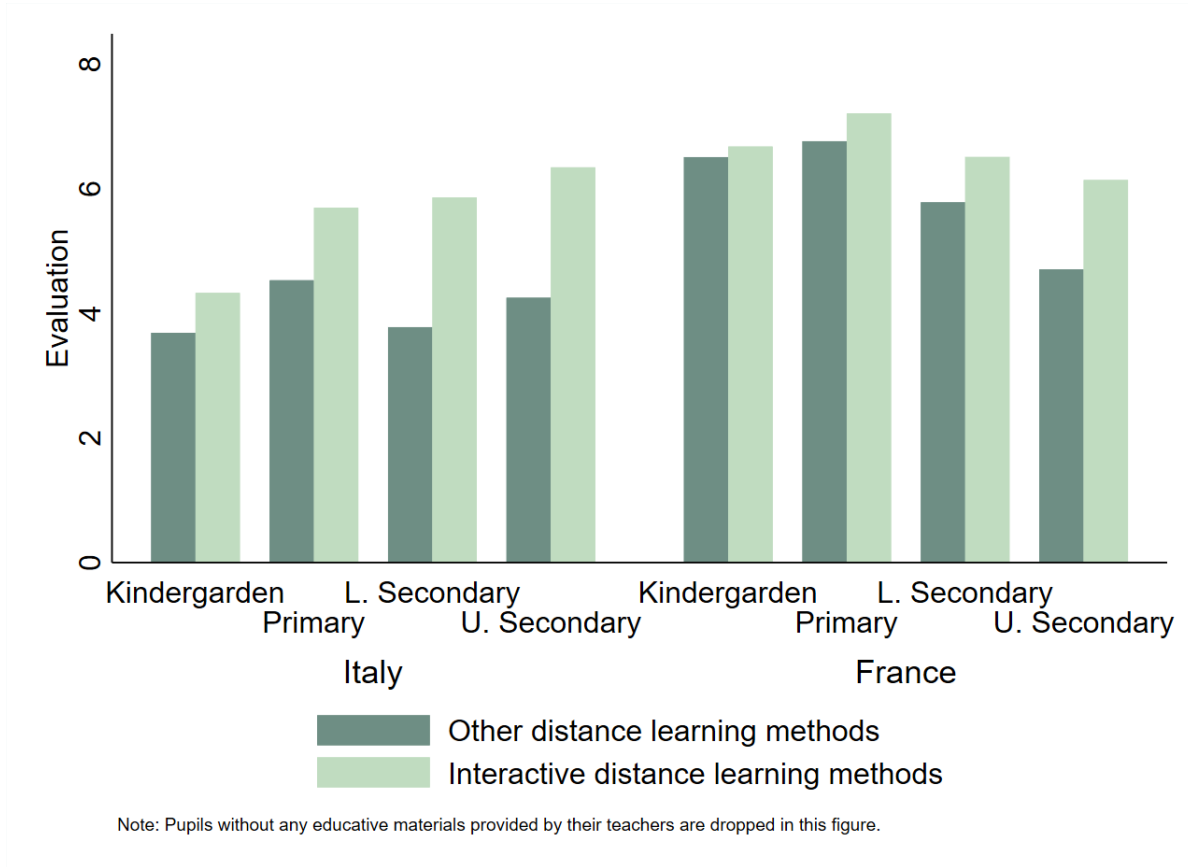 8
6
4
2
0
Evaluation
Kindergarden
Primary
L. Secondary
U. Secondary
Kindergarden
Primary
L. Secondary
U. Secondary
Italy
France
Other distance learning methods
Interactive distance learning methods
Note: Pupils without any educative materials provided by their teachers are dropped in this figure.